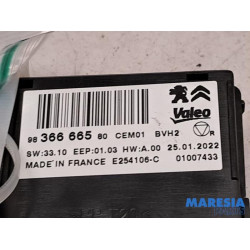 Valeo
98 366 665 80 CEM01 BVH2 R
SW:33.10 EEP:01.03 HW:A.00 25.01.2022
MADE IN FRANCE E254106-C 01007433
MARESIA